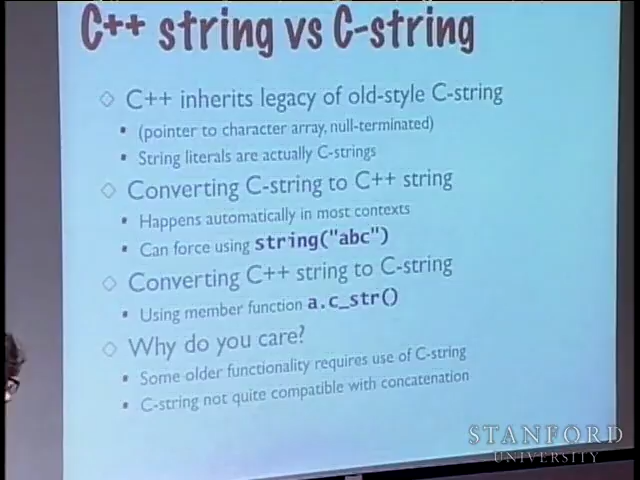 C++ string vs C-string
C++ inherits legacy of old-style C-string
(pointer to character array, null-terminated)
String literals are actually C-strings
Converting C-string to C++ string
Happens automatically in most contexts
Can force using string("abc")
Converting C++ string to C-string
Using member function a.c_str()
Why do you care?
Some older functionality requires use of C-string
C-string not quite compatible with concatenation
STANFORD
UNIVERSITY